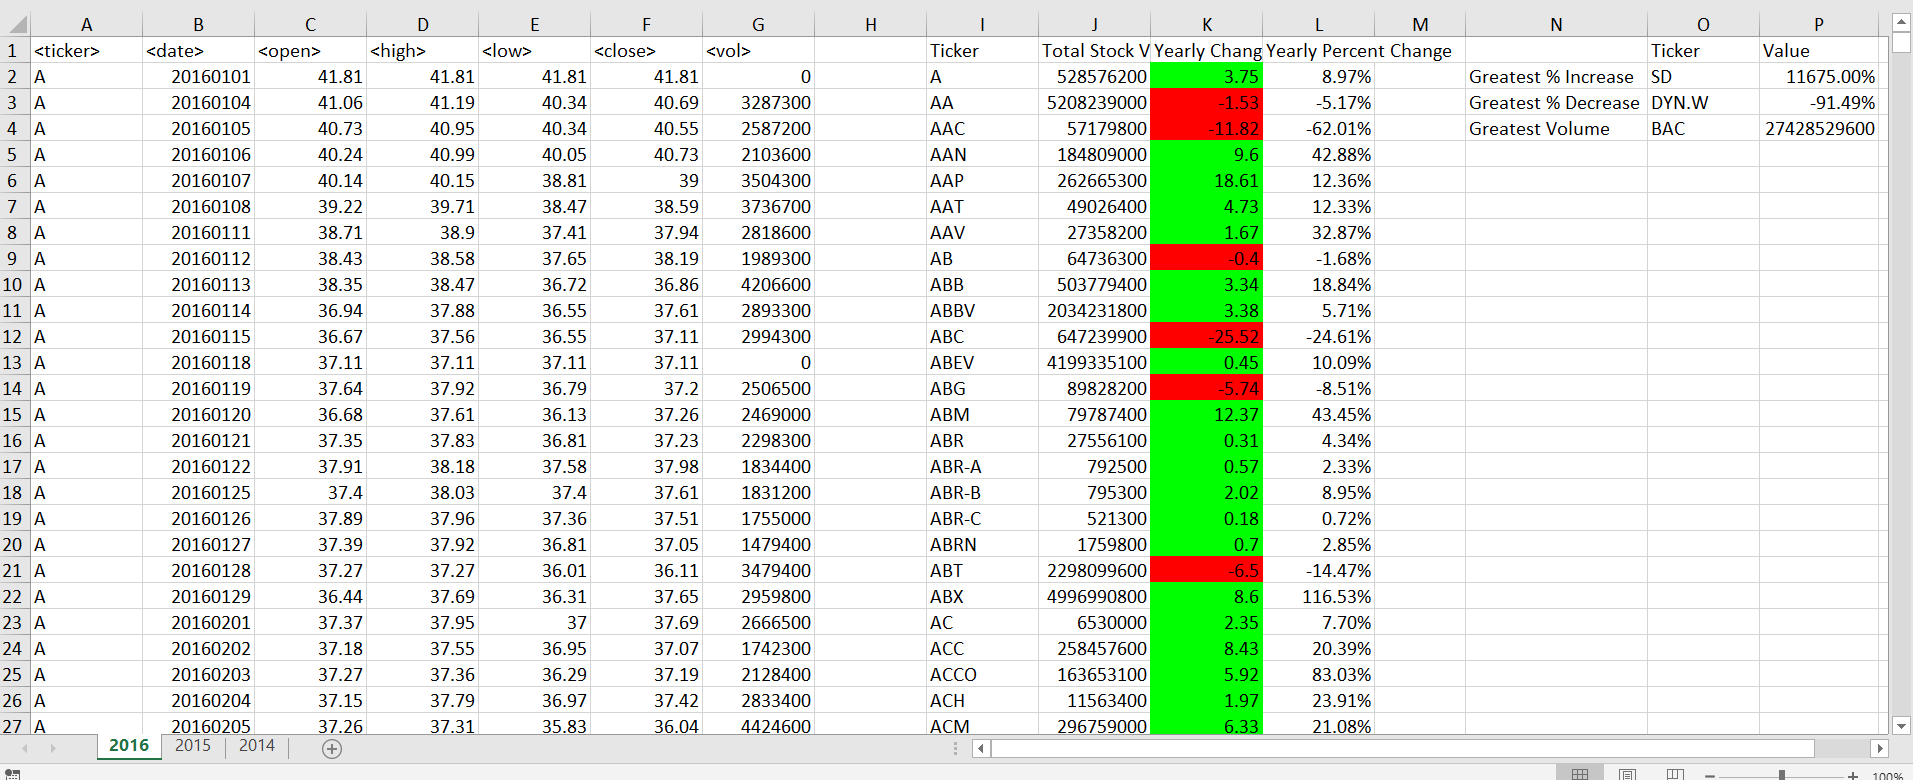 A B C D E F G H I J K L M N O P
1 <ticker> <date> <open> <high> <low> <close> <vol> Ticker Total Stock V Yearly Chang Yearly Percent Change Ticker Value
2 A 20160101 41.81 41.81 41.81 41.81 0 A 528576200 3.75 8.97% Greatest % Increase SD 11675.00%
3 A 20160104 41.06 41.19 40.34 40.69 3287300 AA 5208239000 -1.53 -5.17% Greatest % Decrease DYN.W -91.49%
4 A 20160105 40.73 40.95 40.34 40.55 2587200 AAC 57179800 -11.82 -62.01% Greatest Volume BAC 27428529600
5 A 20160106 40.24 40.99 40.05 40.73 2103600 AAN 184809000 9.6 42.88%
6 A 20160107 40.14 40.15 38.81 39 3504300 AAP 262665300 18.61 12.36%
7 A 20160108 39.22 39.71 38.47 38.59 3736700 AAT 49026400 4.73 12.33%
8 A 20160111 38.71 38.9 37.41 37.94 2818600 AAV 27358200 1.67 32.87%
9 A 20160112 38.43 38.58 37.65 38.19 1989300 AB 64736300 -0.4 -1.68%
10 A 20160113 38.35 38.47 36.72 36.86 4206600 ABB 503779400 3.34 18.84%
11 A 20160114 36.94 37.88 36.55 37.61 2893300 ABBV 2034231800 3.38 5.71%
12 A 20160115 36.67 37.56 36.55 37.11 2994300 ABC 647239900 -25.52 -24.61%
13 A 20160118 37.11 37.11 37.11 37.11 0 ABEV 4199335100 0.45 10.09%
14 A 20160119 37.64 37.92 36.79 37.2 2506500 ABG 89828200 -5.74 -8.51%
15 A 20160120 36.68 37.61 36.13 37.26 2469000 ABM 79787400 12.37 43.45%
16 A 20160121 37.35 37.83 36.81 37.23 2298300 ABR 27556100 0.31 4.34%
17 A 20160122 37.91 38.18 37.58 37.98 1834400 ABR-A 792500 0.57 2.33%
18 A 20160125 37.4 38.03 37.4 37.61 1831200 ABR-B 795300 2.02 8.95%
19 A 20160126 37.89 37.96 37.36 37.51 1755000 ABR-C 521300 0.18 0.72%
20 A 20160127 37.39 37.92 36.81 37.05 1479400 ABRN 1759800 0.7 2.85%
21 A 20160128 37.27 37.27 36.01 36.11 3479400 ABT 2298099600 -6.5 -14.47%
22 A 20160129 36.44 37.69 36.31 37.65 2959800 ABX 4996990800 8.6 116.53%
23 A 20160201 37.37 37.95 37 37.69 2666500 AC 6530000 2.35 7.70%
24 A 20160202 37.18 37.55 36.95 37.07 1742300 ACC 258457600 8.43 20.39%
25 A 20160203 37.27 37.36 36.29 37.19 2128400 ACCO 163653100 5.92 83.03%
26 A 20160204 37.15 37.79 36.97 37.42 2833400 ACH 11563400 1.97 23.91%
27 A 20160205 37.26 37.31 35.83 36.04 4424600 ACM 296759000 6.33 21.08%
2016 2015 2014
100%